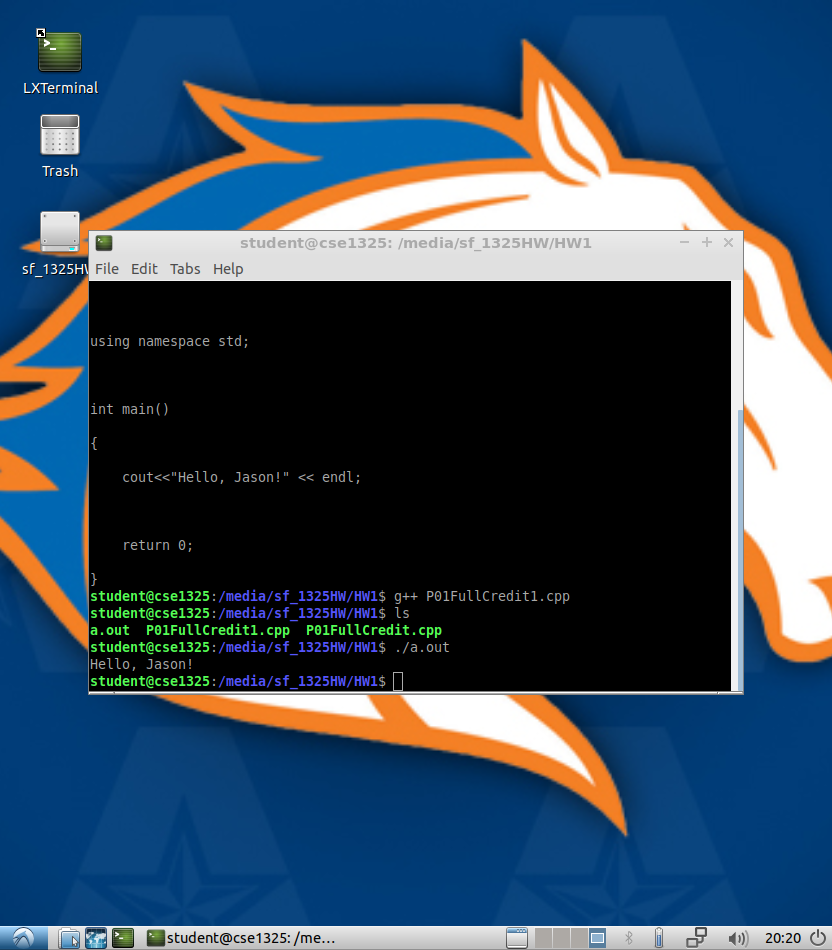 LXTerminal
Trash
sf_1325HW
student@cse1325: /media/sf_1325HW/HW1
File Edit Tabs Help
using namespace std;
int main()
{
cout<<"Hello, Jason!" << endl;
return 0;
}
student@cse1325:/media/sf_1325HW/HW1$ g++ P01FullCredit1.cpp
student@cse1325:/media/sf_1325HW/HW1$ ls
a.out P01FullCredit1.cpp P01FullCredit.cpp
student@cse1325:/media/sf_1325HW/HW1$ ./a.out
Hello, Jason!
student@cse1325:/media/sf_1325HW/HW1$
student@cse1325: /me...
20:20